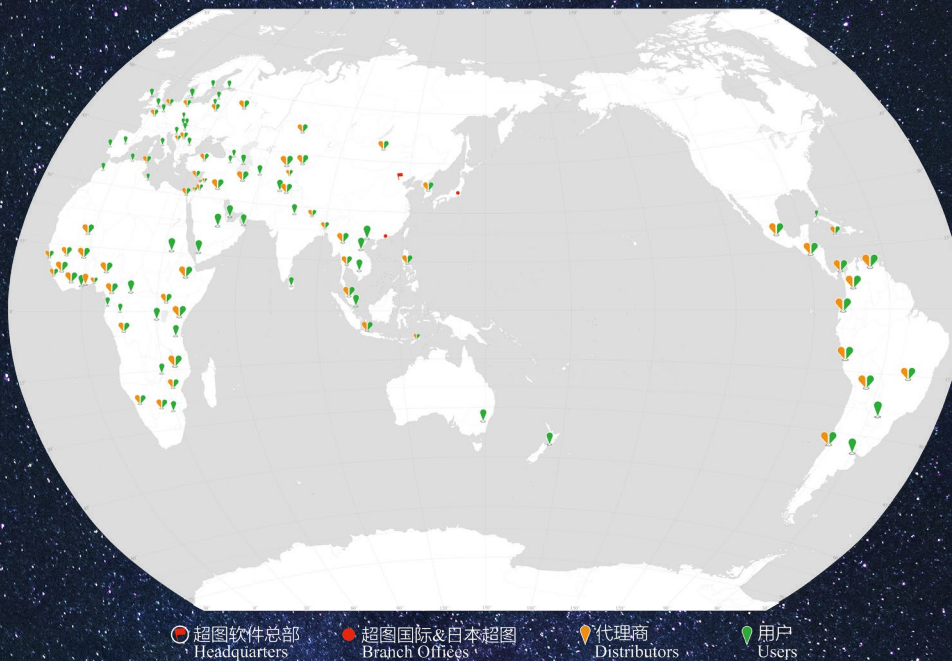 超图软件总部
Headquarters
超图国际&日本超图
Branch Offices
代理商
Distributors
用户
Users